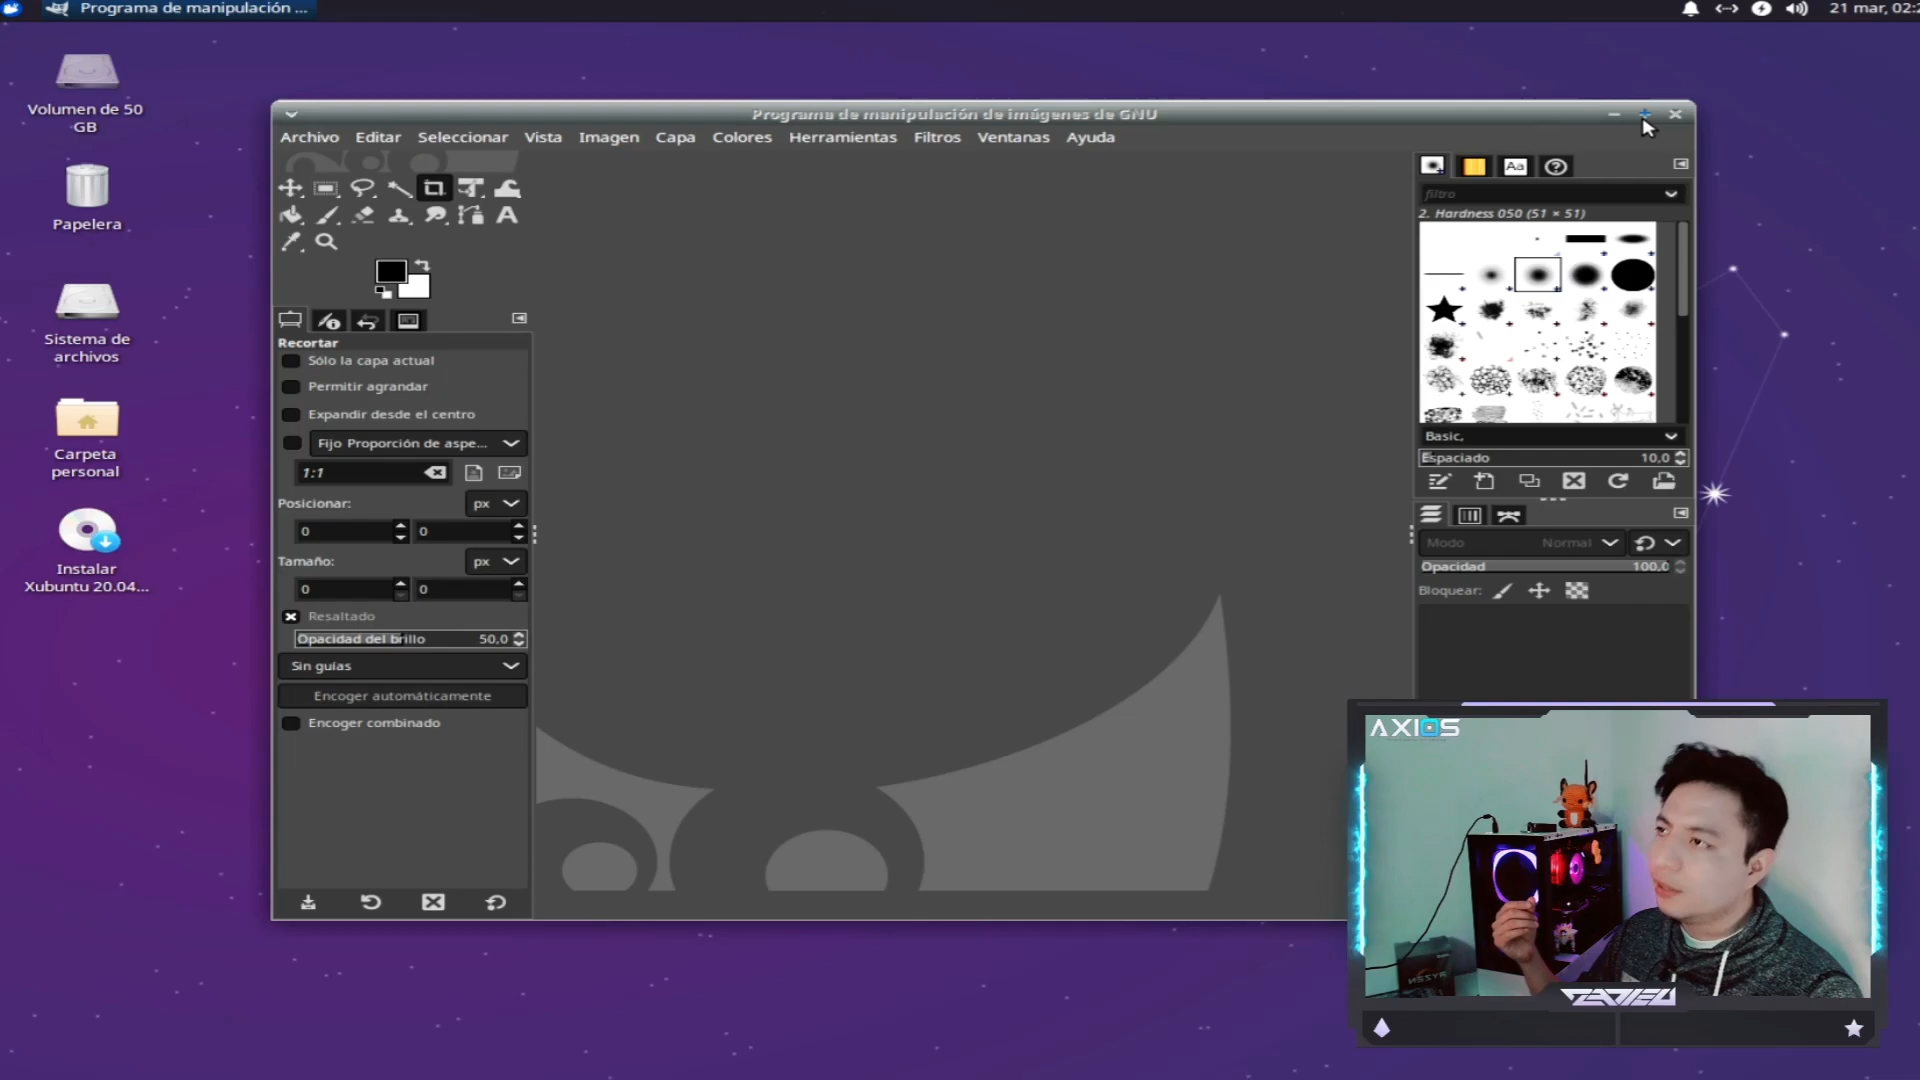 Programa de manipulación ...
21 mar, 02:2
Volumen de 50
GB
Papelera
Sistema de
archivos
Carpeta
personal
Instalar
Xubuntu 20.04...
Programa de manipulación de imágenes de GNU
Archivo Editar Seleccionar Vista Imagen Capa Colores Herramientas Filtros Ventanas Ayuda
Recortar
Sólo la capa actual
Permitir agrandar
Expandir desde el centro
Fijo Proporción de aspe...
1:1
Posicionar: px
0 0
Tamaño: px
0 0
Resaltado
Opacidad del brillo 50,0
Sin guías
Encoger automáticamente
Encoger combinado
Aa
filtro
2. Hardness 050 (51 × 51)
Basic,
Espaciado 10,0
Modo Normal
Opacidad 100,0
Bloquear:
AXIOS
RYZEN